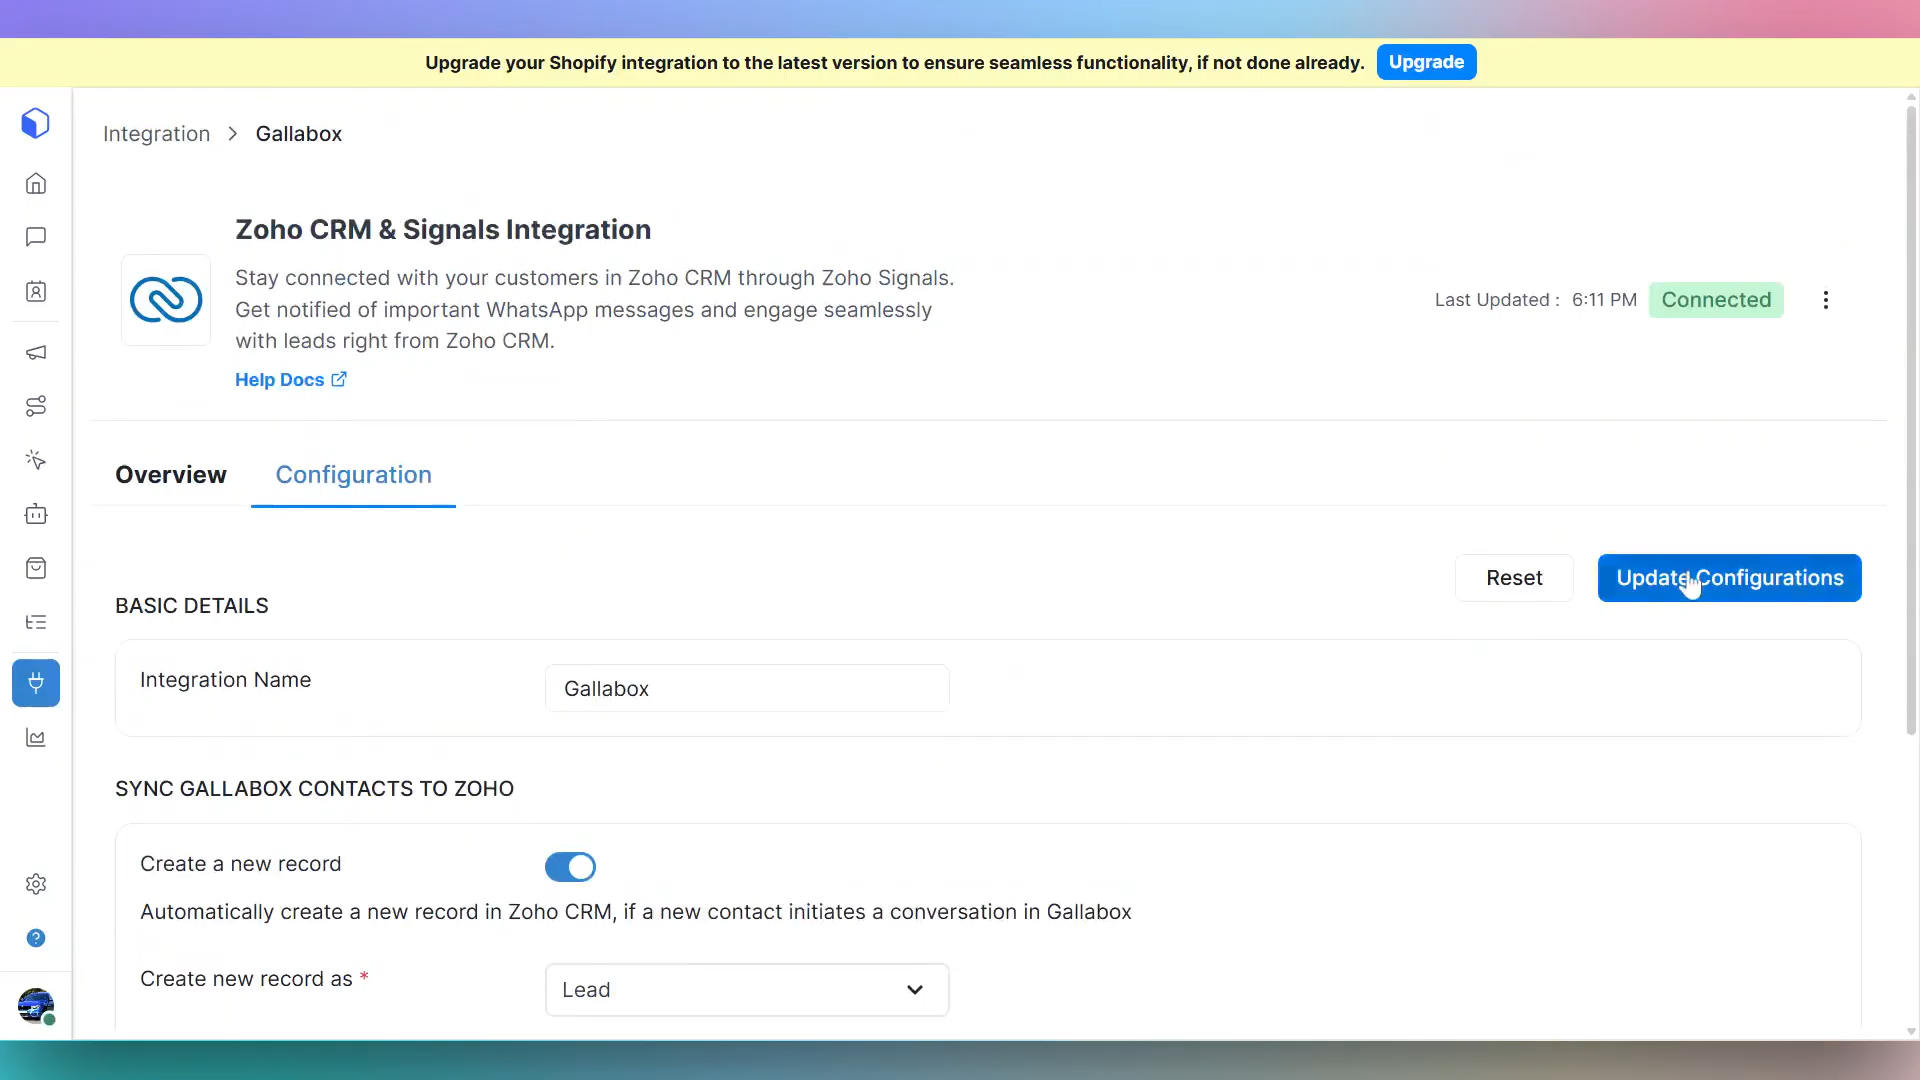 Upgrade your Shopify integration to the latest version to ensure seamless functionality, if not done already. Upgrade
Integration > Gallabox
Zoho CRM & Signals Integration
Stay connected with your customers in Zoho CRM through Zoho Signals.
Get notified of important WhatsApp messages and engage seamlessly
with leads right from Zoho CRM.
Last Updated : 6:11 PM Connected
Help Docs
Overview Configuration
Reset Update Configurations
BASIC DETAILS
Integration Name Gallabox
SYNC GALLABOX CONTACTS TO ZOHO
Create a new record
Automatically create a new record in Zoho CRM, if a new contact initiates a conversation in Gallabox
Create new record as * Lead